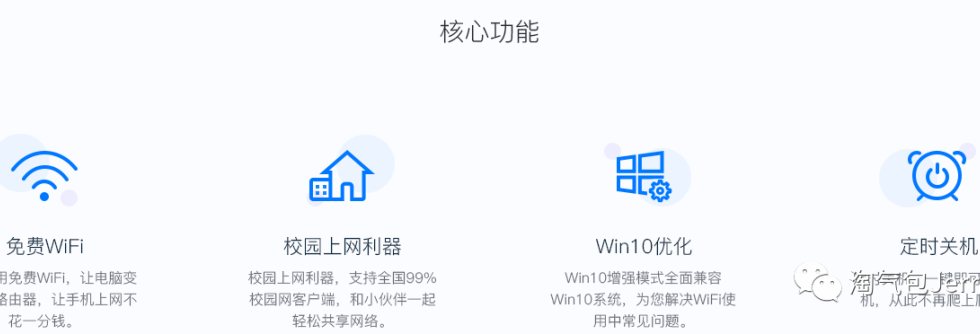 核心功能
免费WiFi
校园上网利器
Win10优化
定时关机
用免费WiFi，让电脑变
路由器，让手机上网不
花一分钱。
校园上网利器，支持全国99%
校园网客户端，和小伙伴一起
轻松共享网络。
Win10增强模式全面兼容
Win10系统，为您解决WiFi使
用中常见问题。
机，从此不再爬上
淘气包Jerr